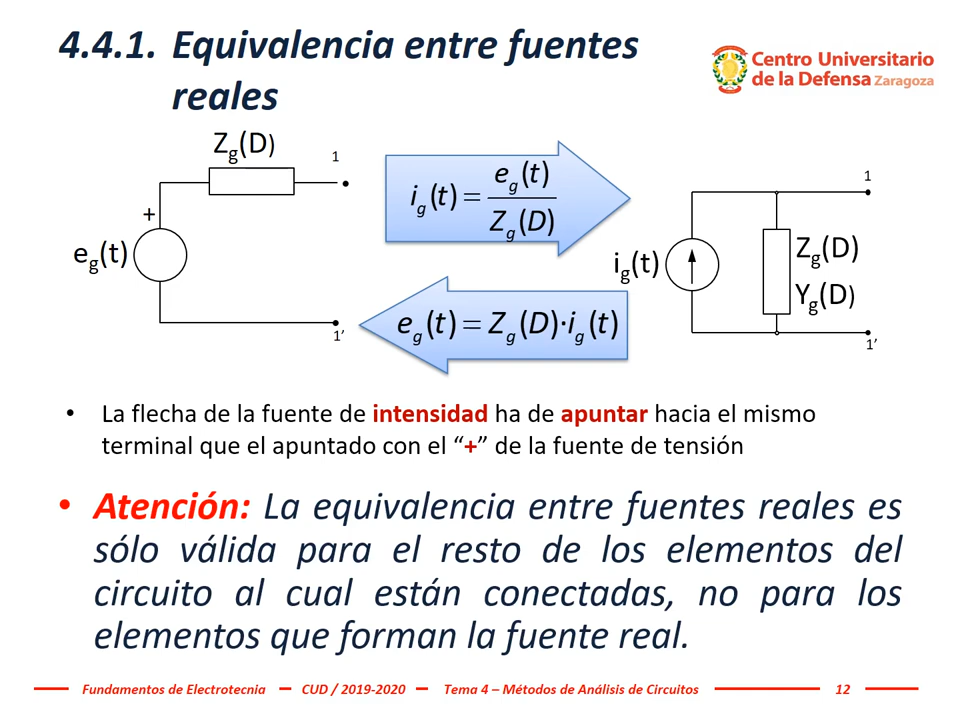 4.4.1. Equivalencia entre fuentes
reales
Centro Universitario
de la Defensa Zaragoza
Zg(D)
1
+
eg(t)
1’
ig(t) = eg(t) / Zg(D)
eg(t) = Zg(D)·ig(t)
1
ig(t)
Zg(D)
Yg(D)
1’
• La flecha de la fuente de intensidad ha de apuntar hacia el mismo
terminal que el apuntado con el “+” de la fuente de tensión
• Atención: La equivalencia entre fuentes reales es
sólo válida para el resto de los elementos del
circuito al cual están conectadas, no para los
elementos que forman la fuente real.
Fundamentos de Electrotecnia — CUD / 2019-2020 — Tema 4 – Métodos de Análisis de Circuitos — 12